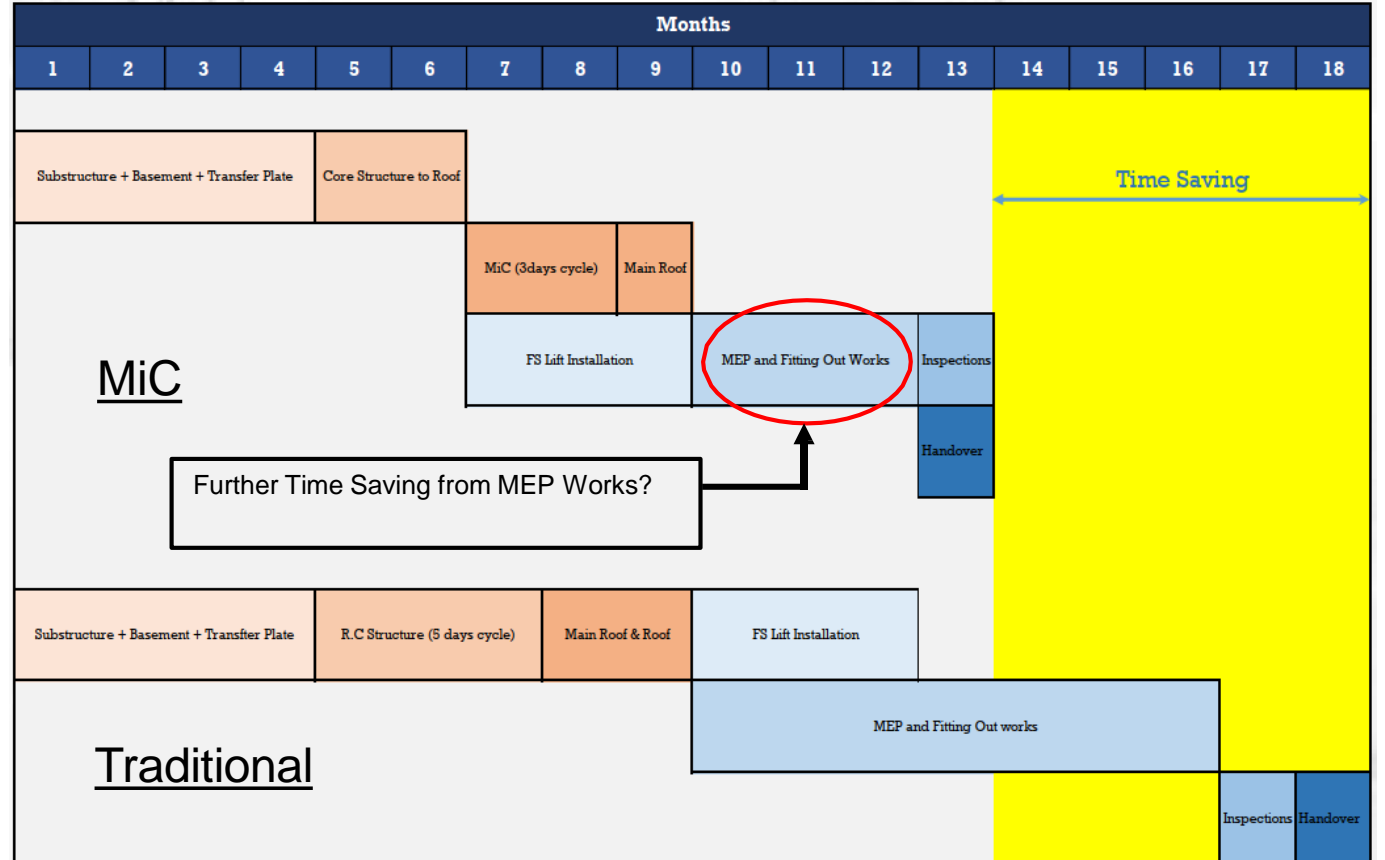 Months
1 2 3 4 5 6 7 8 9 10 11 12 13 14 15 16 17 18
Substructure + Basement + Transfer Plate
Core Structure to Roof
Time Saving
MiC (3days cycle)
Main Roof
MiC
FS Lift Installation
MEP and Fitting Out Works
Inspections
Handover
Further Time Saving from MEP Works?
Substructure + Basement + Transfter Plate
R.C Structure (5 days cycle)
Main Roof & Roof
FS Lift Installation
Traditional
MEP and Fitting Out works
Inspections
Handover